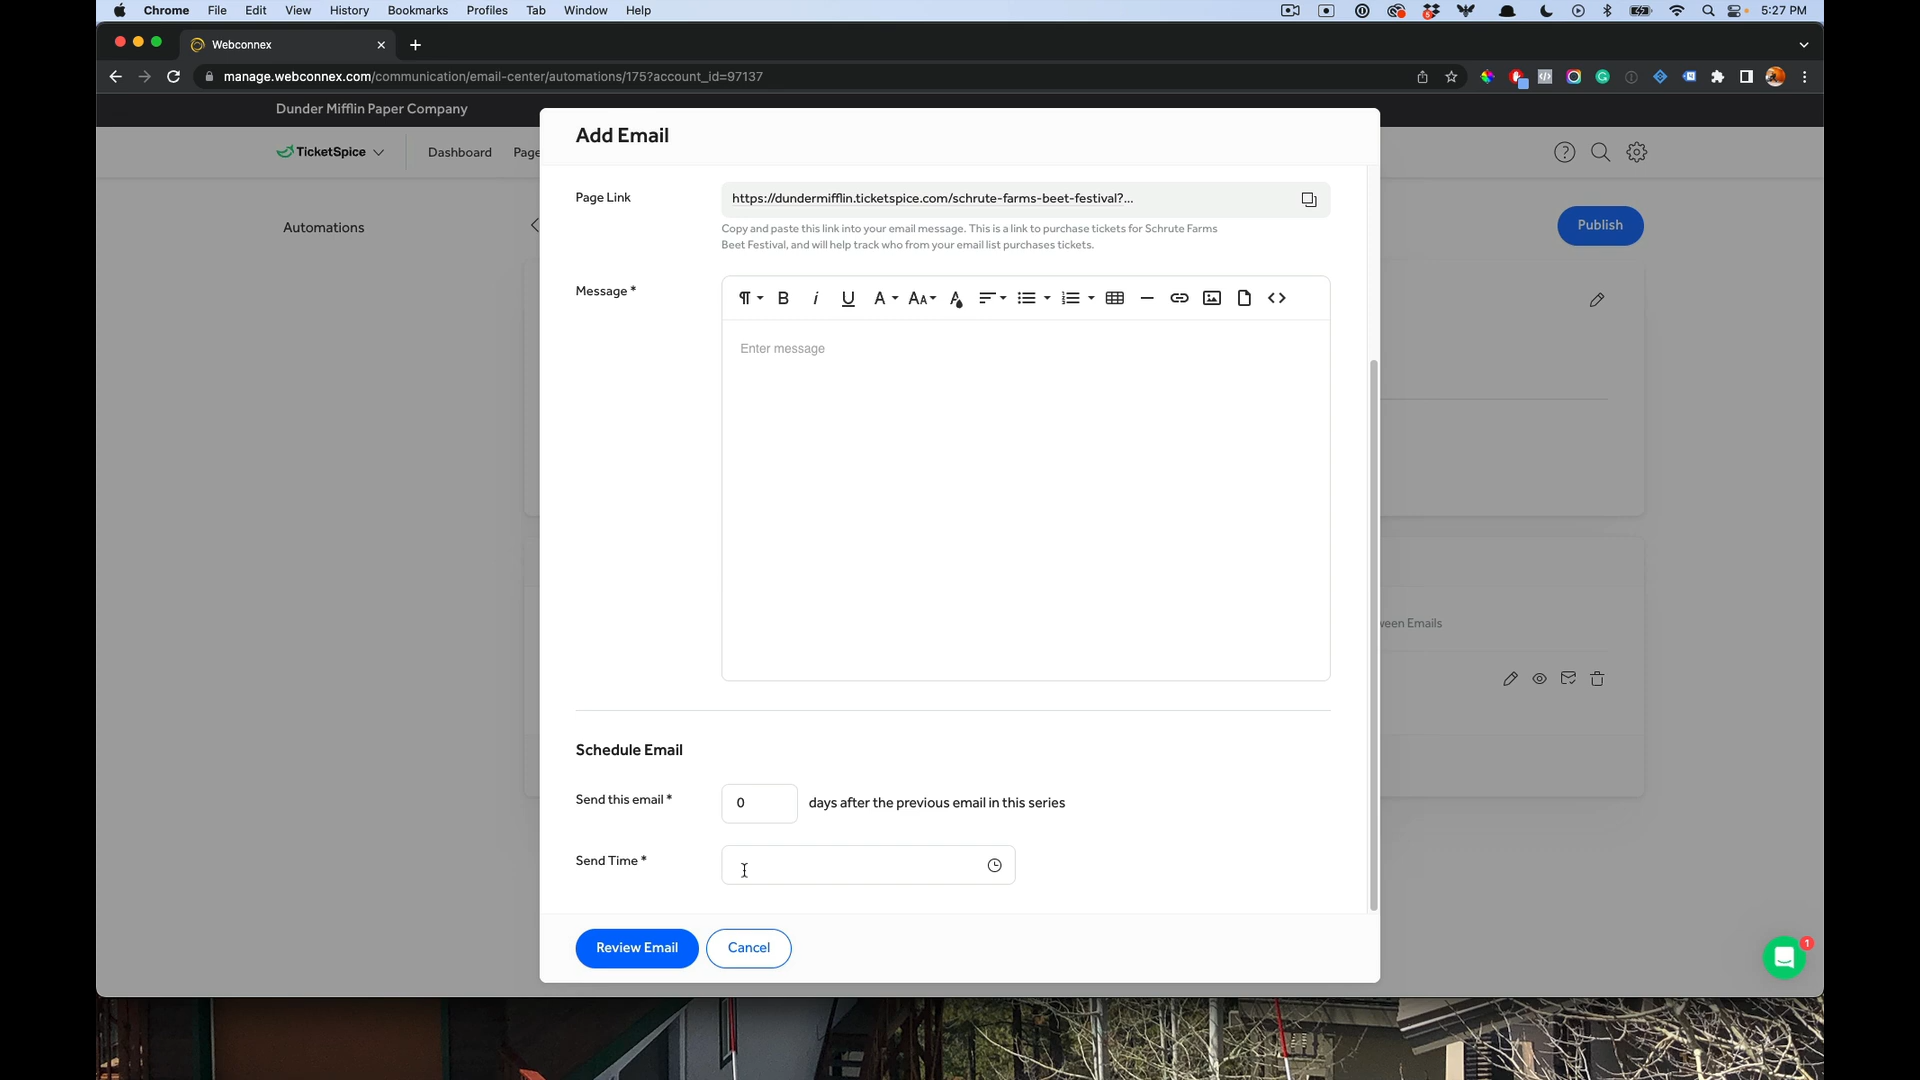 Chrome File Edit View History Bookmarks Profiles Tab Window Help 5:27 PM
Webconnex
manage.webconnex.com/communication/email-center/automations/175?account_id=97137
Dunder Mifflin Paper Company
TicketSpice Dashboard Page
Add Email
Automations
Publish
Page Link
https://dundermifflin.ticketspice.com/schrute-farms-beet-festival?...
Copy and paste this link into your email message. This is a link to purchase tickets for Schrute Farms
Beet Festival, and will help track who from your email list purchases tickets.
Message *
Enter message
ween Emails
Schedule Email
Send this email * 0 days after the previous email in this series
Send Time *
Review Email Cancel
1